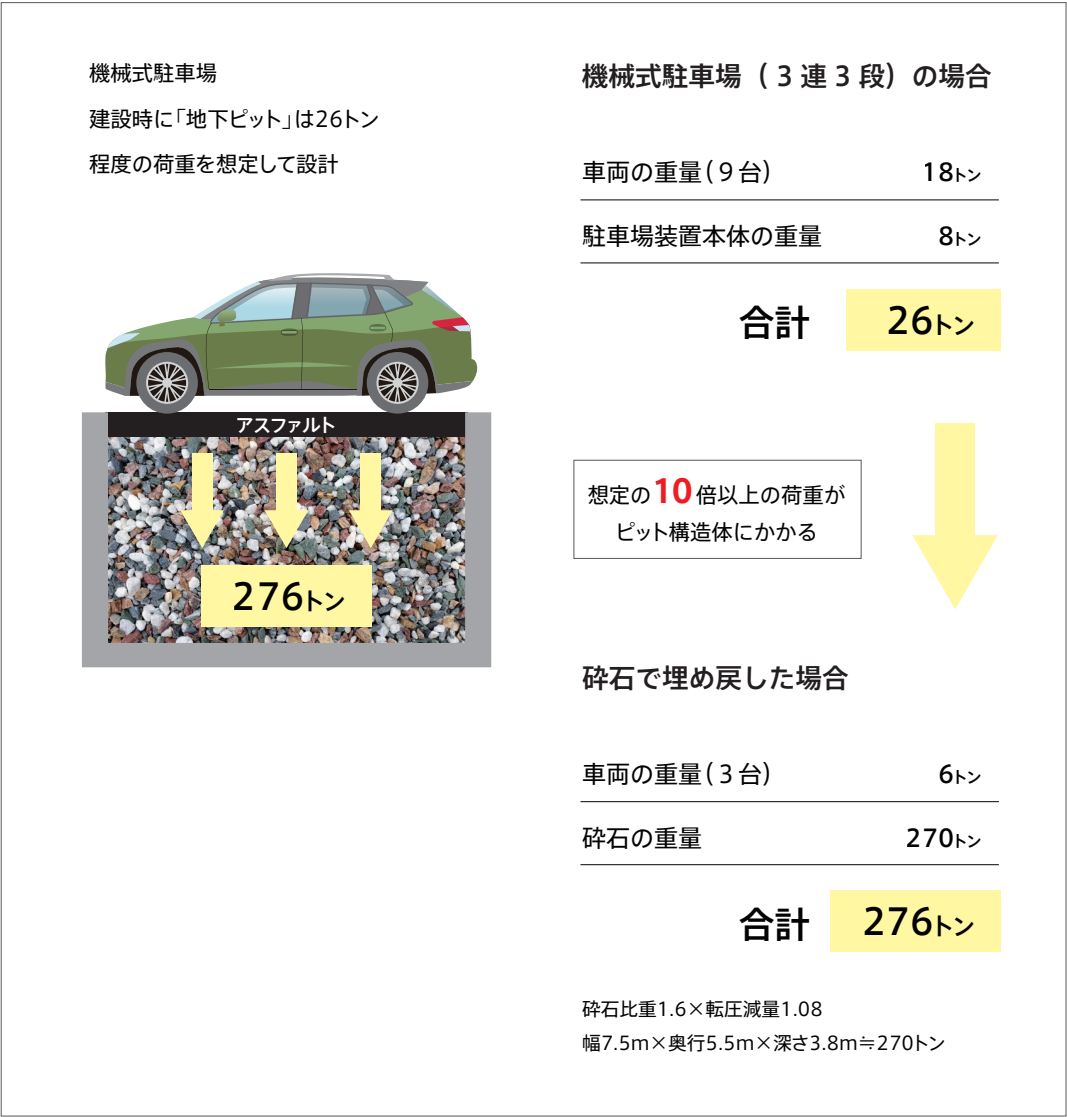 機械式駐車場
建設時に「地下ピット」は26トン
程度の荷重を想定して設計
アスファルト
276トン
機械式駐車場（３連３段）の場合
車両の重量（９台） 18トン
駐車場装置本体の重量 8トン
合計 26トン
想定の10倍以上の荷重が
ピット構造体にかかる
砕石で埋め戻した場合
車両の重量（３台） 6トン
砕石の重量 270トン
合計 276トン
砕石比重1.6×転圧減量1.08
幅7.5m×奥行5.5m×深さ3.8m≒270トン